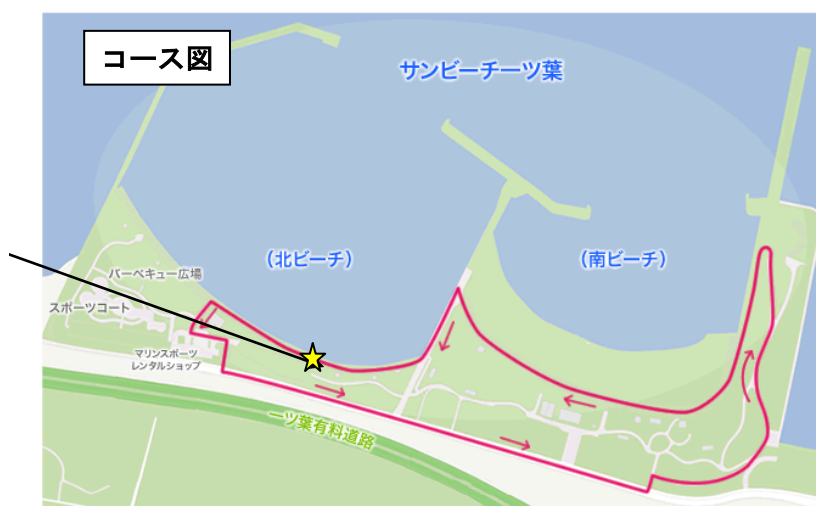 コース図
サンビーチ一ツ葉
(北ビーチ)
(南ビーチ)
バーベキュー広場
スポーツコート
マリンスポーツ
レンタルショップ
一ツ葉有料道路